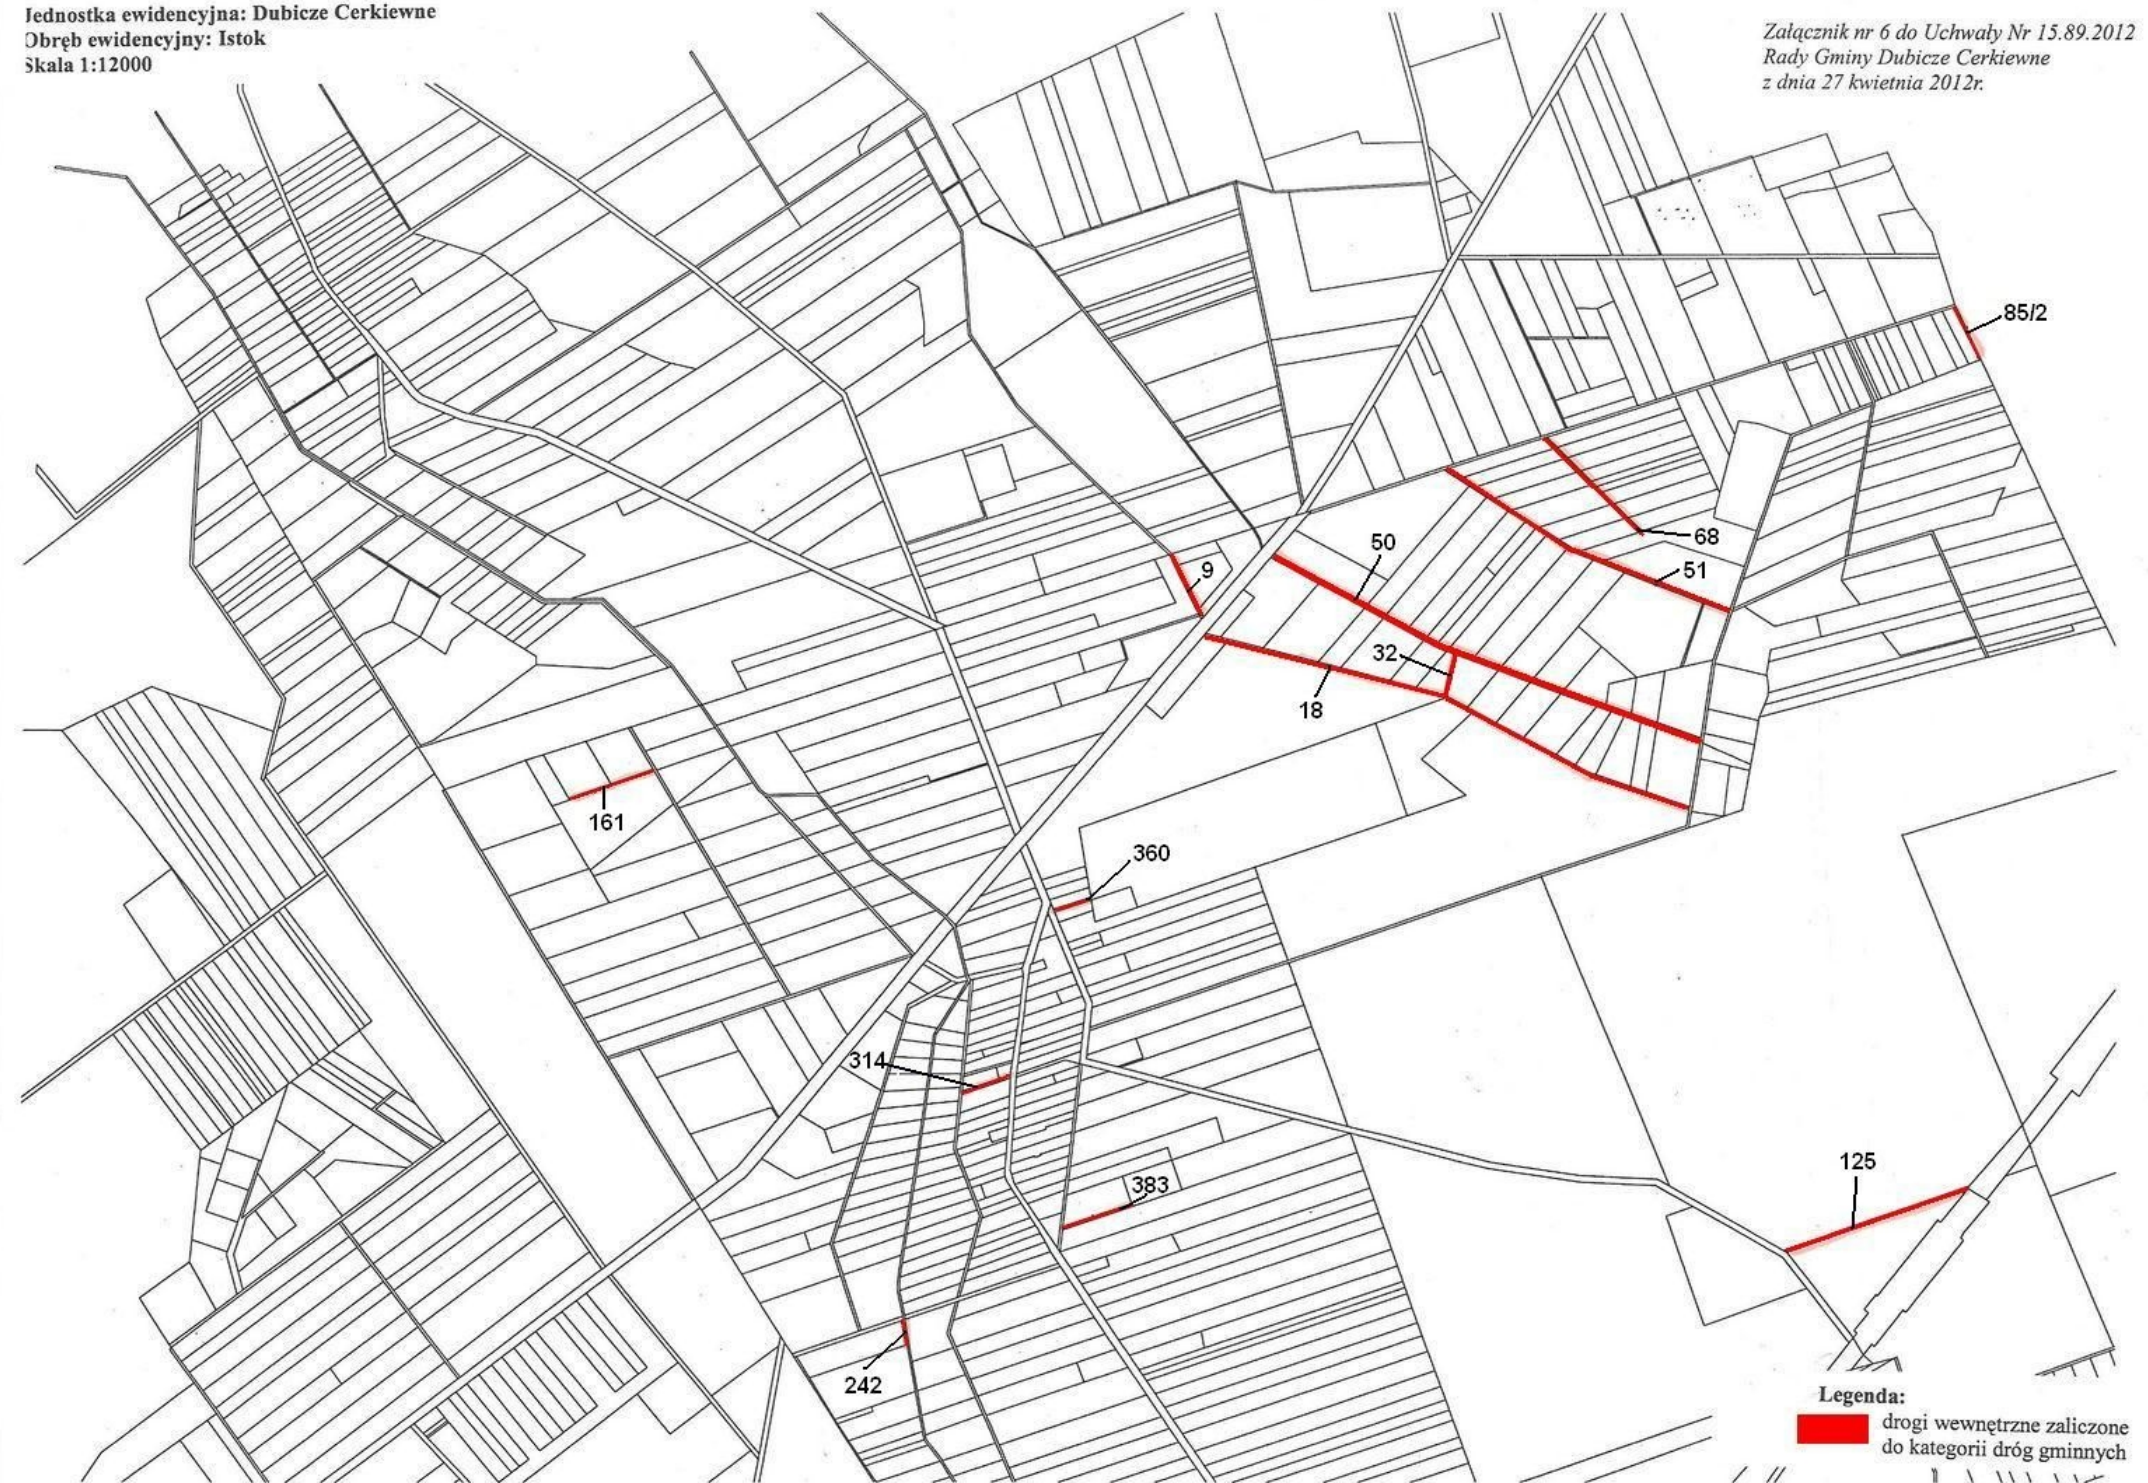 Jednostka ewidencyjna: Dubicze Cerkiewne
Obręb ewidencyjny: Istok
Skala 1:12000
Załącznik nr 6 do Uchwały Nr 15.89.2012
Rady Gminy Dubicze Cerkiewne
z dnia 27 kwietnia 2012r.
85/2
68
50
9
51
32
18
161
360
314
125
383
242
Legenda:
drogi wewnętrzne zaliczone
do kategorii dróg gminnych